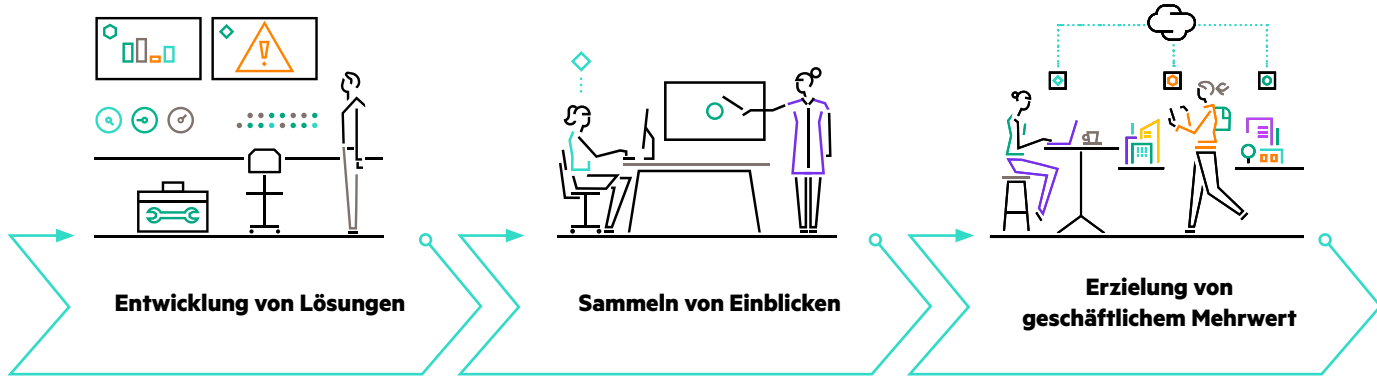 Entwicklung von Lösungen
Sammeln von Einblicken
Erzielung von
geschäftlichem Mehrwert